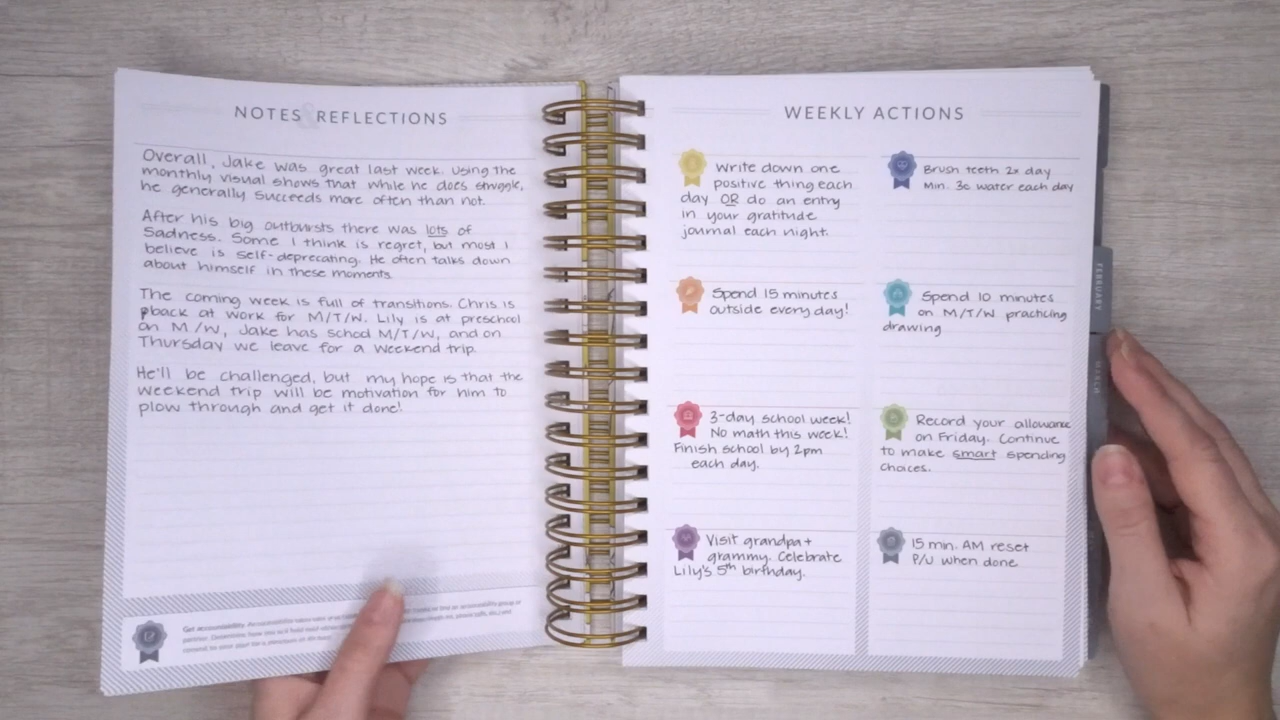 NOTES & REFLECTIONS
Overall, Jake was great last week. Using the
monthly visual shows that while he does struggle,
he generally succeeds more often than not.
After his big outbursts there was lots of
sadness. Some I think is regret, but most I
believe is self-deprecating. He often talks down
about himself in these moments.
The coming week is full of transitions. Chris is
back at work for M/T/W. Lily is at preschool
on M/W, Jake has school M/T/W, and on
Thursday we leave for a weekend trip.
He'll be challenged, but my hope is that the
weekend trip will be motivation for him to
plow through and get it done!
Get accountability.
WEEKLY ACTIONS
Write down one
positive thing each
day OR do an entry
in your gratitude
journal each night.
Brush teeth 2x day
Min. 3c water each day
Spend 15 minutes
outside every day!
Spend 10 minutes
on M/T/W practicing
drawing
3-day school week!
No math this week!
Finish school by 2pm
each day.
Record your allowance
on Friday. Continue
to make smart spending
choices.
Visit grandpa +
grammy. Celebrate
Lily's 5th birthday.
15 min. AM reset
P/U when done
FEBRUARY
MARCH